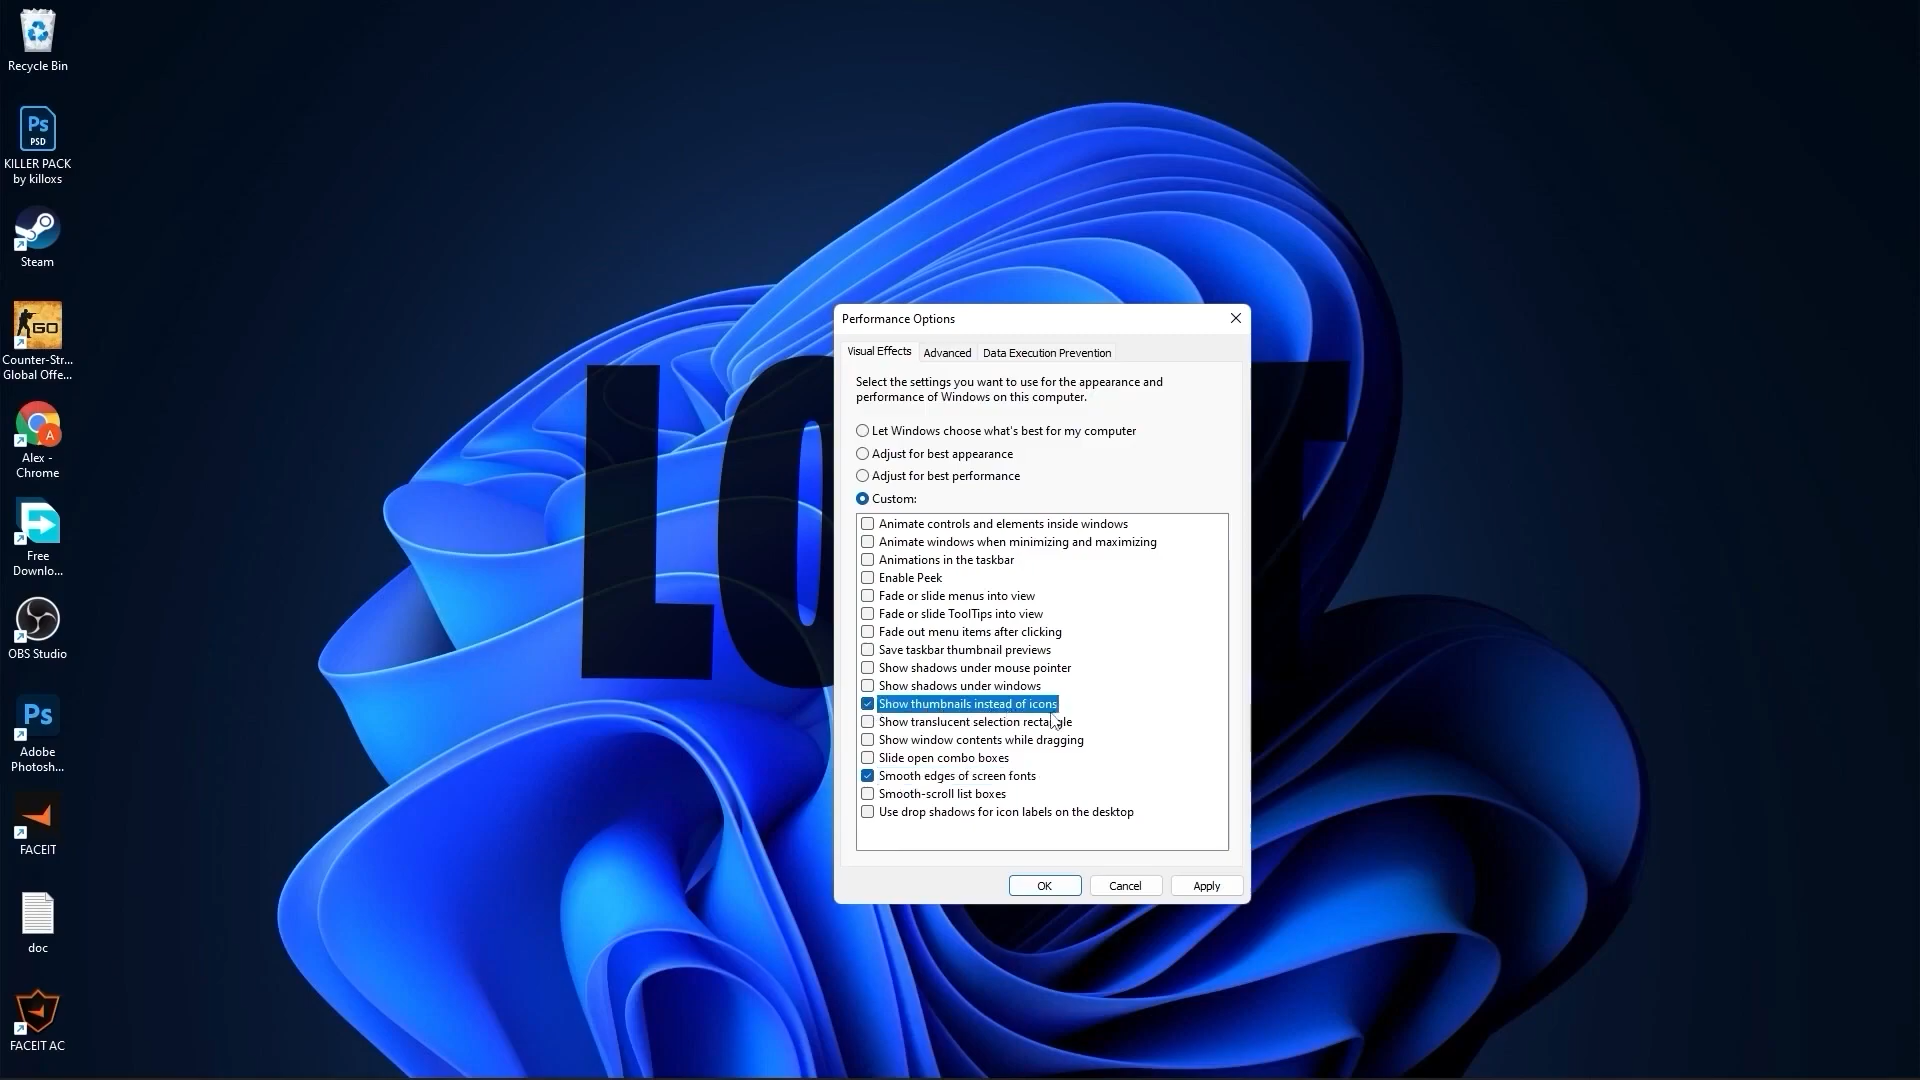 Recycle Bin
Ps
PSD
KILLER PACK
by killoxs
Steam
GO
Counter-Str...
Global Offe...
A
Alex -
Chrome
Free
Downlo...
OBS Studio
Ps
Adobe
Photosh...
FACEIT
doc
FACEIT AC
Performance Options
Visual Effects
Advanced
Data Execution Prevention
Select the settings you want to use for the appearance and
performance of Windows on this computer.
Let Windows choose what's best for my computer
Adjust for best appearance
Adjust for best performance
Custom:
Animate controls and elements inside windows
Animate windows when minimizing and maximizing
Animations in the taskbar
Enable Peek
Fade or slide menus into view
Fade or slide ToolTips into view
Fade out menu items after clicking
Save taskbar thumbnail previews
Show shadows under mouse pointer
Show shadows under windows
Show thumbnails instead of icons
Show translucent selection rectangle
Show window contents while dragging
Slide open combo boxes
Smooth edges of screen fonts
Smooth-scroll list boxes
Use drop shadows for icon labels on the desktop
OK
Cancel
Apply